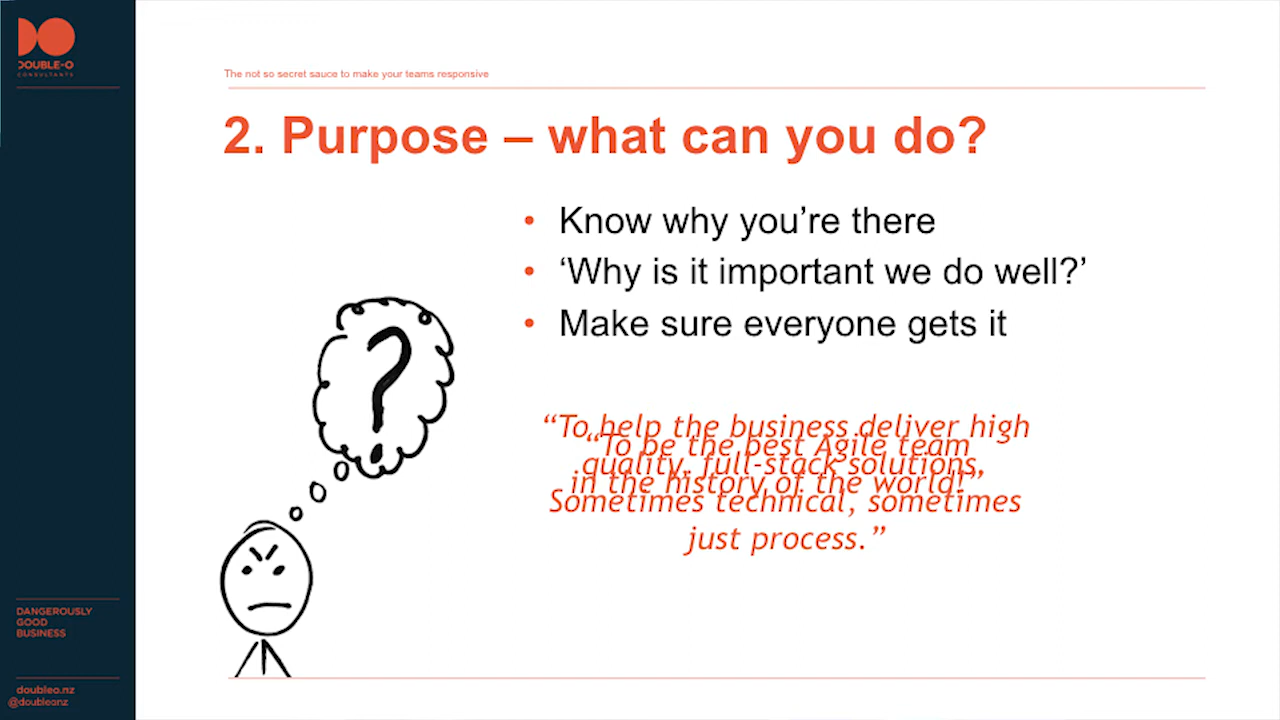 DOUBLE-O
CONSULTANTS
The not so secret sauce to make your teams responsive
2. Purpose – what can you do?
• Know why you’re there
• ‘Why is it important we do well?’
• Make sure everyone gets it
?
“To help the business deliver high
quality, full-stack solutions,
Sometimes technical, sometimes
just process.”
“To be the best Agile team
in the history of the world!”
DANGEROUSLY
GOOD
BUSINESS
doubleo.nz
@doubleonz